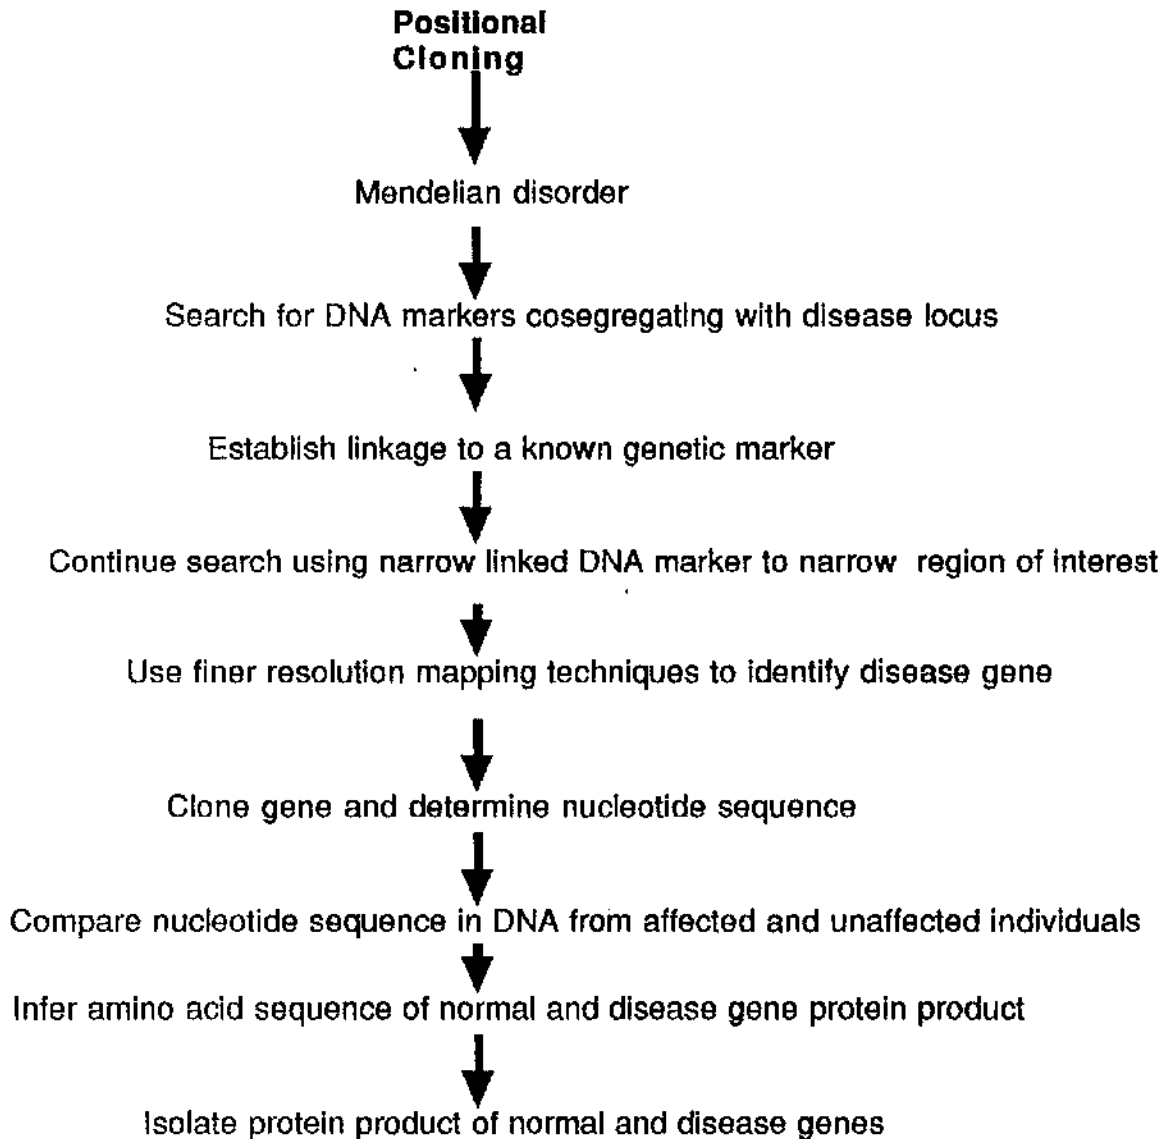 Positional
Cloning
Mendelian disorder
Search for DNA markers cosegregating with disease locus
Establish linkage to a known genetic marker
Continue search using narrow linked DNA marker to narrow region of interest
Use finer resolution mapping techniques to identify disease gene
Clone gene and determine nucleotide sequence
Compare nucleotide sequence in DNA from affected and unaffected individuals
Infer amino acid sequence of normal and disease gene protein product
Isolate protein product of normal and disease genes